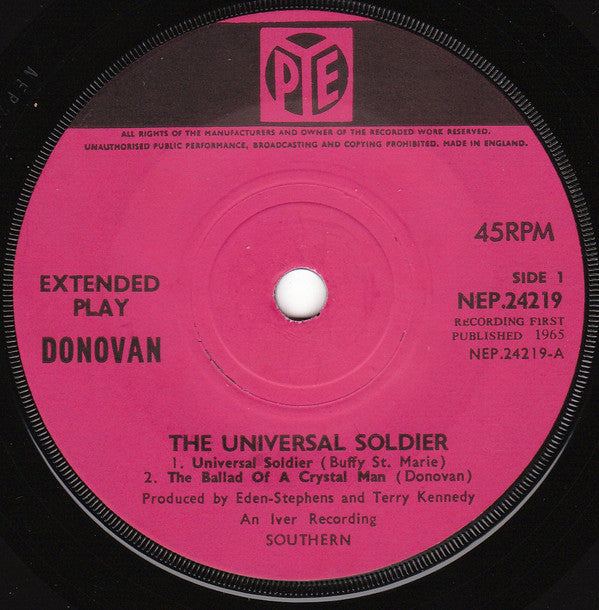 PYE
ALL RIGHTS OF THE MANUFACTURERS AND OWNER OF THE RECORDED WORK RESERVED.
UNAUTHORISED PUBLIC PERFORMANCE, BROADCASTING AND COPYING PROHIBITED. MADE IN ENGLAND.
NEP
45RPM
EXTENDED
PLAY
DONOVAN
SIDE 1
NEP.24219
RECORDING FIRST
PUBLISHED 1965
NEP.24219-A
THE UNIVERSAL SOLDIER
1. Universal Soldier (Buffy St. Marie)
2. The Ballad Of A Crystal Man (Donovan)
Produced by Eden-Stephens and Terry Kennedy
An Iver Recording
SOUTHERN